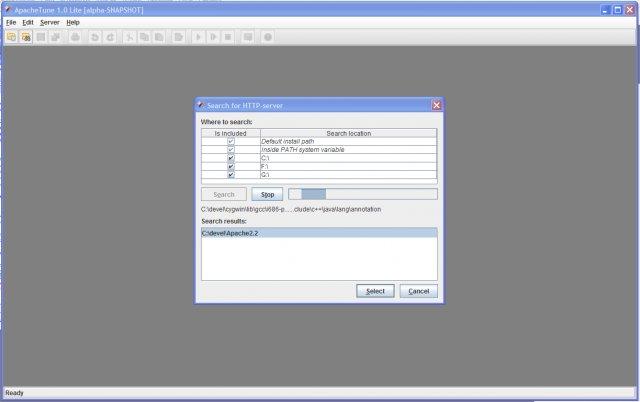 ApacheTune 1.0 Lite [alpha-SNAPSHOT]
File Edit Server Help
Search for HTTP-server
Where to search:
Is included Search location
Default install path
Inside PATH system variable
C:\
F:\
G:\
Search Stop
C:\devel\cygwin\lib\gcc\i686-p......clude\c++\java\lang\annotation
Search results:
C:\devel\Apache2.2
Select Cancel
Ready